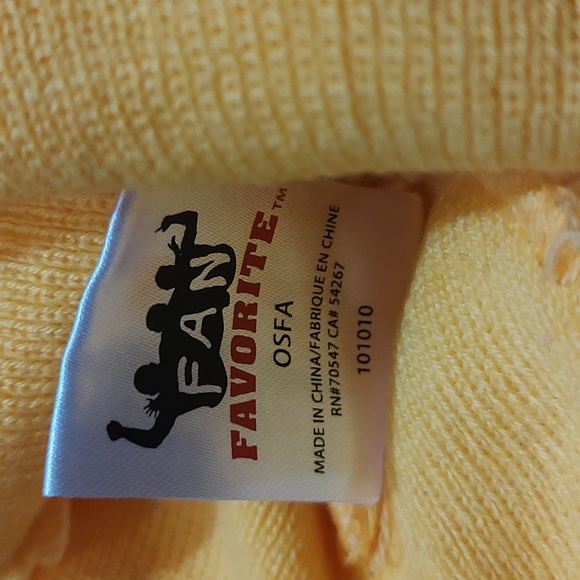 FAN
FAVORITE™
OSFA
MADE IN CHINA/FABRIQUE EN CHINE
RN#70547 CA# 54267
101010